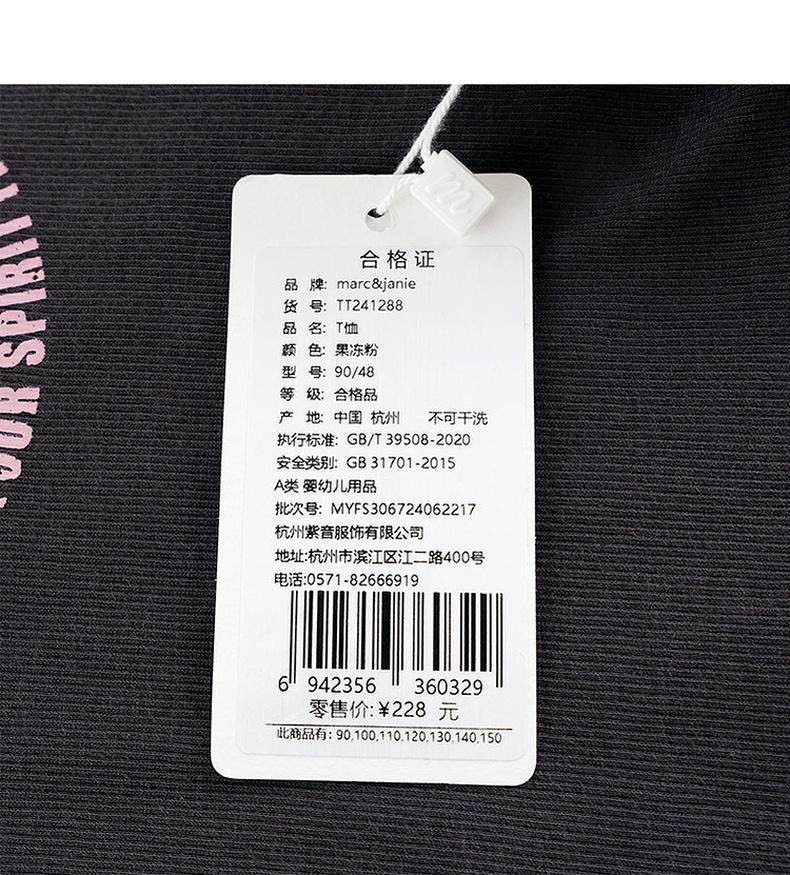 合格证
品 牌: marc&janie
货 号: TT241288
品 名: T恤
颜 色: 果冻粉
型 号: 90/48
等 级: 合格品
产 地: 中国 杭州 不可干洗
执行标准: GB/T 39508-2020
安全类别: GB 31701-2015
A类 婴幼儿用品
批次号: MYFS306724062217
杭州紫音服饰有限公司
地址:杭州市滨江区江二路400号
电话:0571-82666919
6 942356 360329
零售价:¥228 元
此商品有: 90,100,110,120,130,140,150
m
YOUR SPIRIT